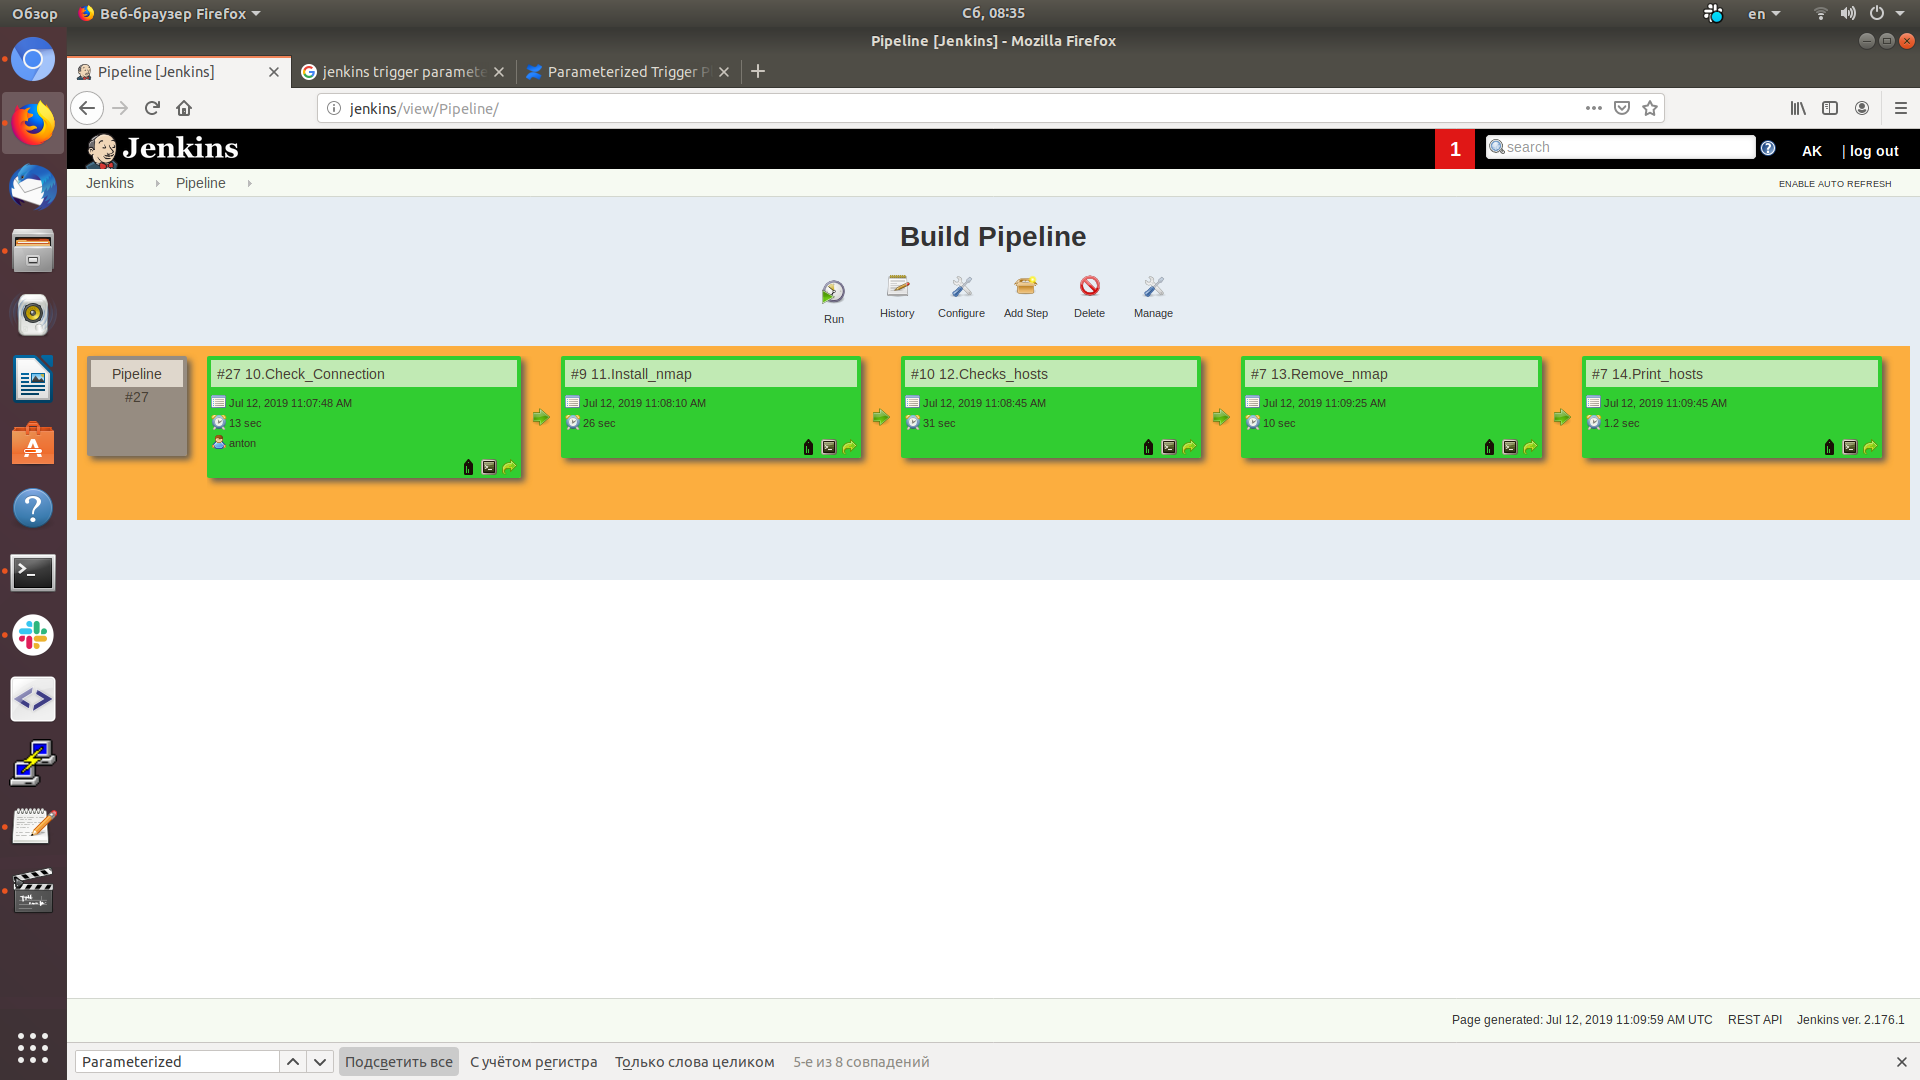 Обзор
Веб-браузер Firefox
Сб, 08:35
en
Pipeline [Jenkins] - Mozilla Firefox
Pipeline [Jenkins]
jenkins trigger paramete
Parameterized Trigger P
jenkins/view/Pipeline/
Jenkins
1
search
AK
| log out
Jenkins
Pipeline
ENABLE AUTO REFRESH
Build Pipeline
Run
History
Configure
Add Step
Delete
Manage
Pipeline
#27
#27 10.Check_Connection
Jul 12, 2019 11:07:48 AM
13 sec
anton
#9 11.Install_nmap
Jul 12, 2019 11:08:10 AM
26 sec
#10 12.Checks_hosts
Jul 12, 2019 11:08:45 AM
31 sec
#7 13.Remove_nmap
Jul 12, 2019 11:09:25 AM
10 sec
#7 14.Print_hosts
Jul 12, 2019 11:09:45 AM
1.2 sec
Page generated: Jul 12, 2019 11:09:59 AM UTC
REST API
Jenkins ver. 2.176.1
Parameterized
Подсветить все
С учётом регистра
Только слова целиком
5-е из 8 совпадений